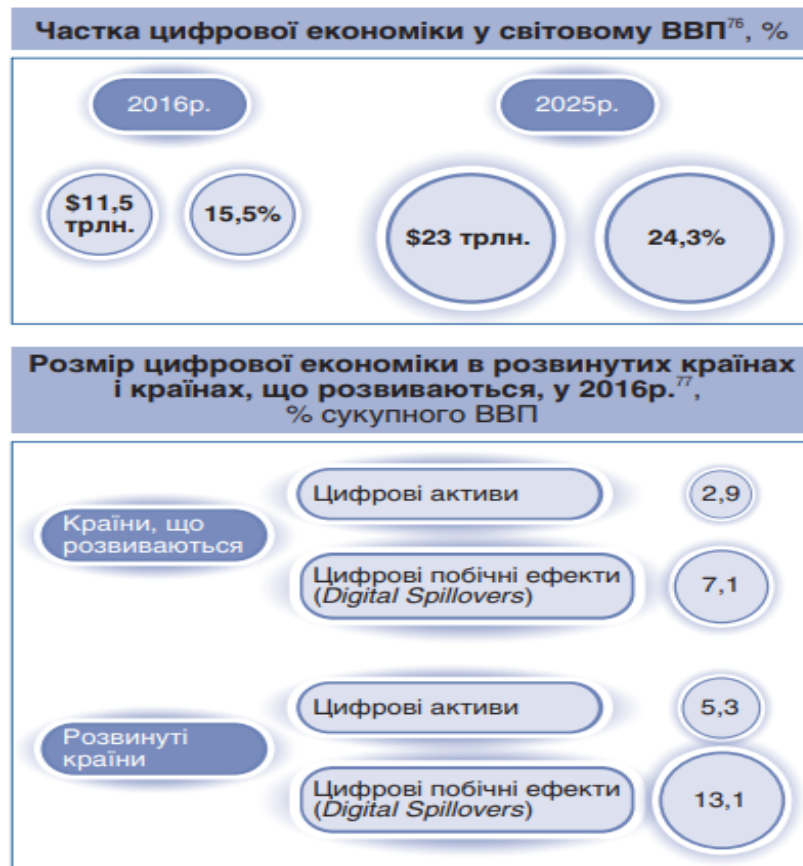 Частка цифрової економіки у світовому ВВП⁷⁶, %
2016р.
2025р.
$11,5
трлн.
15,5%
$23 трлн.
24,3%
Розмір цифрової економіки в розвинутих країнах
і країнах, що розвиваються, у 2016р.⁷⁷,
% сукупного ВВП
Країни, що
розвиваються
Цифрові активи
2,9
Цифрові побічні ефекти
(Digital Spillovers)
7,1
Розвинуті
країни
Цифрові активи
5,3
Цифрові побічні ефекти
(Digital Spillovers)
13,1